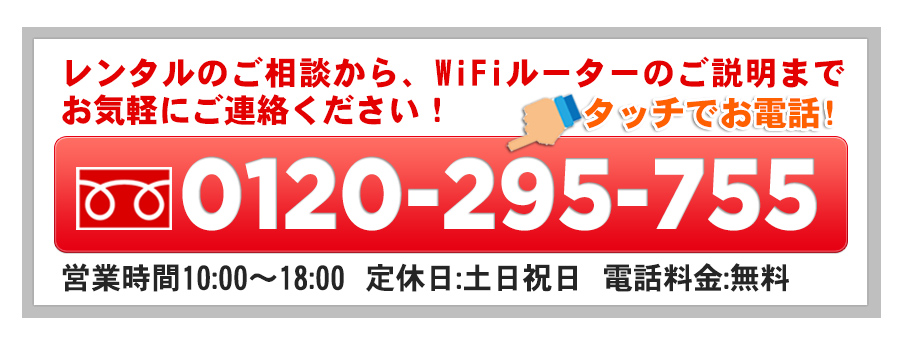 レンタルのご相談から、WiFiルーターのご説明まで
お気軽にご連絡ください！
タッチでお電話!
0120-295-755
営業時間10:00～18:00 定休日:土日祝日 電話料金:無料